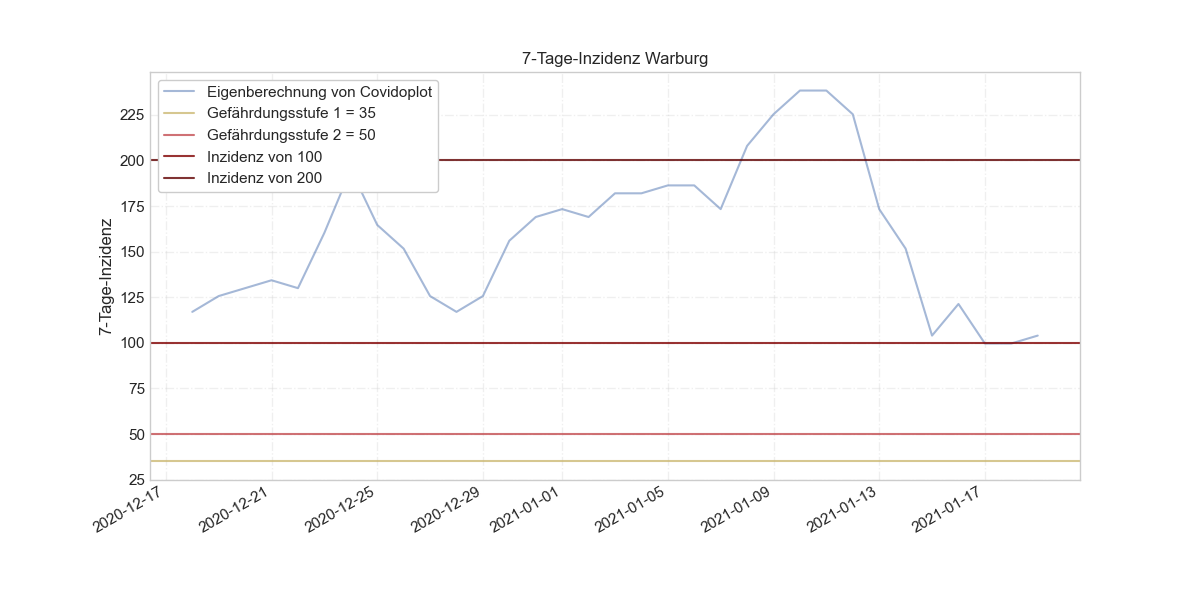 7-Tage-Inzidenz Warburg
Eigenberechnung von Covidoplot
Gefährdungsstufe 1 = 35
Gefährdungsstufe 2 = 50
Inzidenz von 100
Inzidenz von 200
7-Tage-Inzidenz
225
200
175
150
125
100
75
50
25
2020-12-17
2020-12-21
2020-12-25
2020-12-29
2021-01-01
2021-01-05
2021-01-09
2021-01-13
2021-01-17